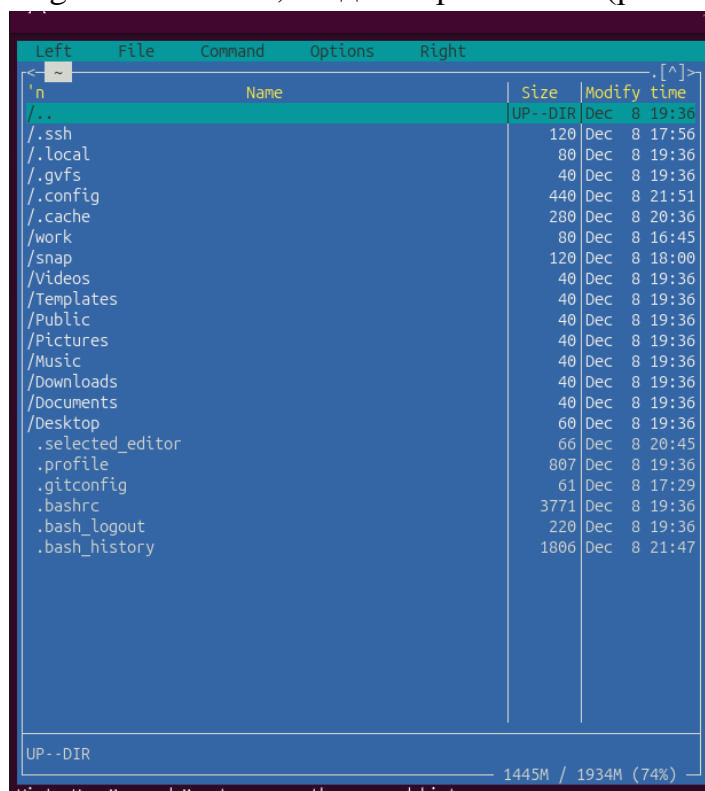 Left File Command Options Right
<- ~ .[^]>
'n Name Size Modify time
/.. UP--DIR Dec 8 19:36
/.ssh 120 Dec 8 17:56
/.local 80 Dec 8 19:36
/.gvfs 40 Dec 8 19:36
/.config 440 Dec 8 21:51
/.cache 280 Dec 8 20:36
/work 80 Dec 8 16:45
/snap 120 Dec 8 18:00
/Videos 40 Dec 8 19:36
/Templates 40 Dec 8 19:36
/Public 40 Dec 8 19:36
/Pictures 40 Dec 8 19:36
/Music 40 Dec 8 19:36
/Downloads 40 Dec 8 19:36
/Documents 40 Dec 8 19:36
/Desktop 60 Dec 8 19:36
.selected_editor 66 Dec 8 20:45
.profile 807 Dec 8 19:36
.gitconfig 61 Dec 8 17:29
.bashrc 3771 Dec 8 19:36
.bash_logout 220 Dec 8 19:36
.bash_history 1806 Dec 8 21:47
UP--DIR
1445M / 1934M (74%)